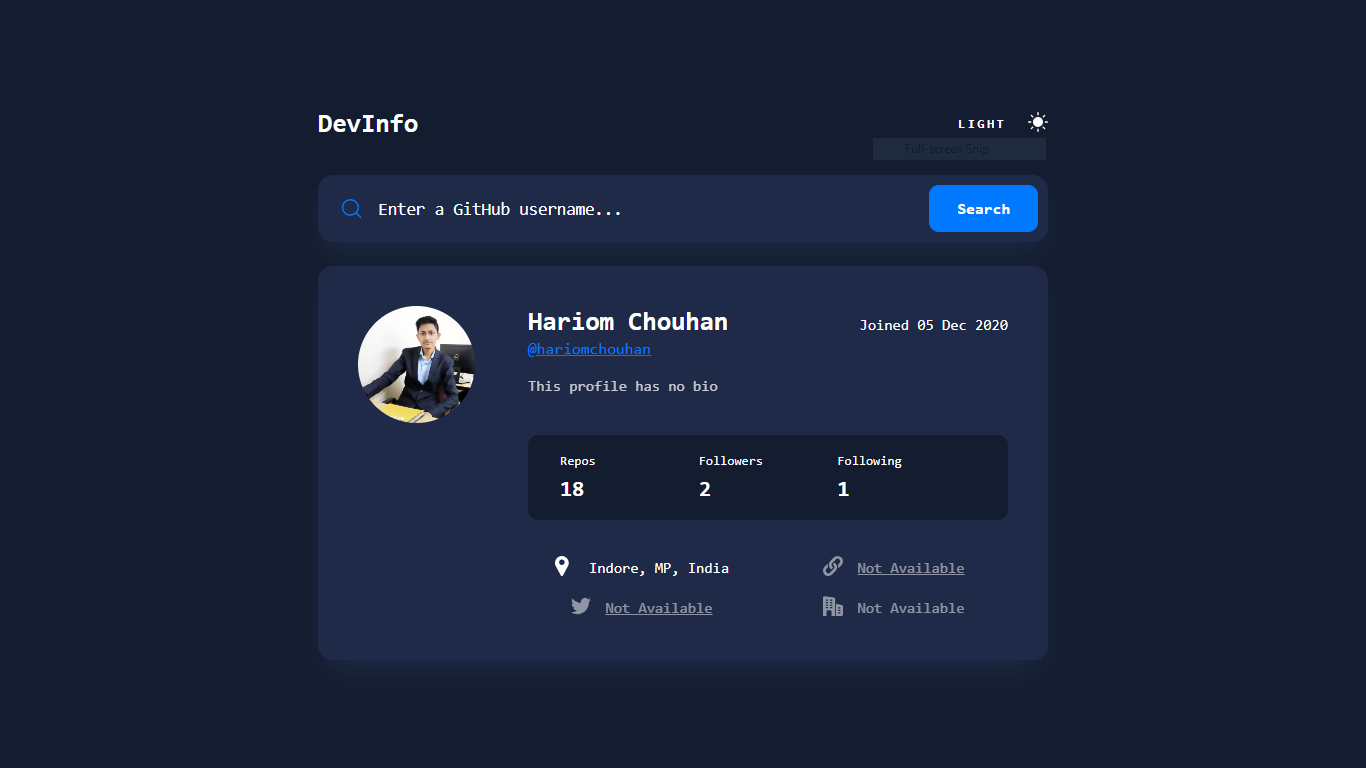 DevInfo
LIGHT
Full-screen Snip
Enter a GitHub username...
Search
Hariom Chouhan
Joined 05 Dec 2020
@hariomchouhan
This profile has no bio
Repos Followers Following
18 2 1
Indore, MP, India
Not Available
Not Available
Not Available